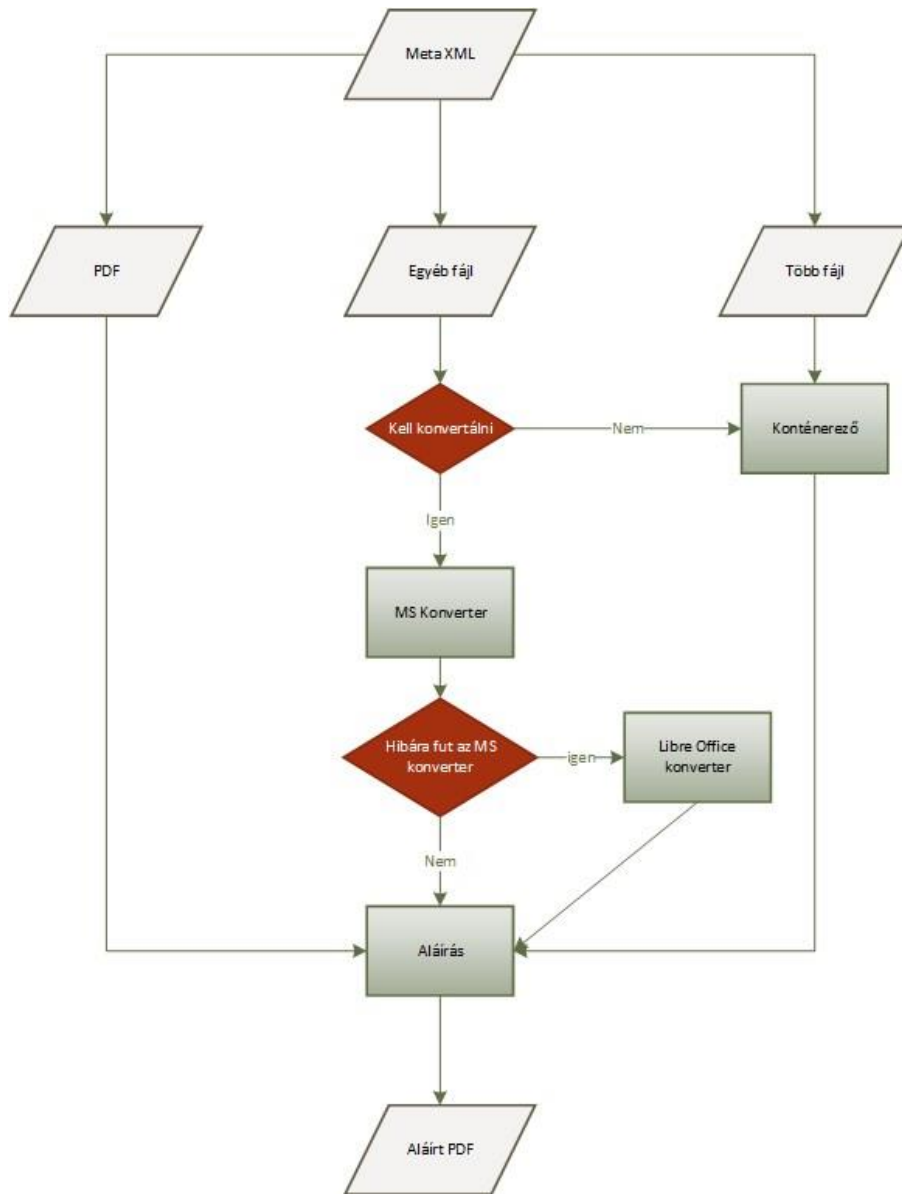 Meta XML
PDF
Egyéb fájl
Több fájl
Kell konvertálni
Nem
Konténerező
Igen
MS Konverter
Hibára fut az MS
konverter
igen
Libre Office
konverter
Nem
Aláírás
Aláírt PDF